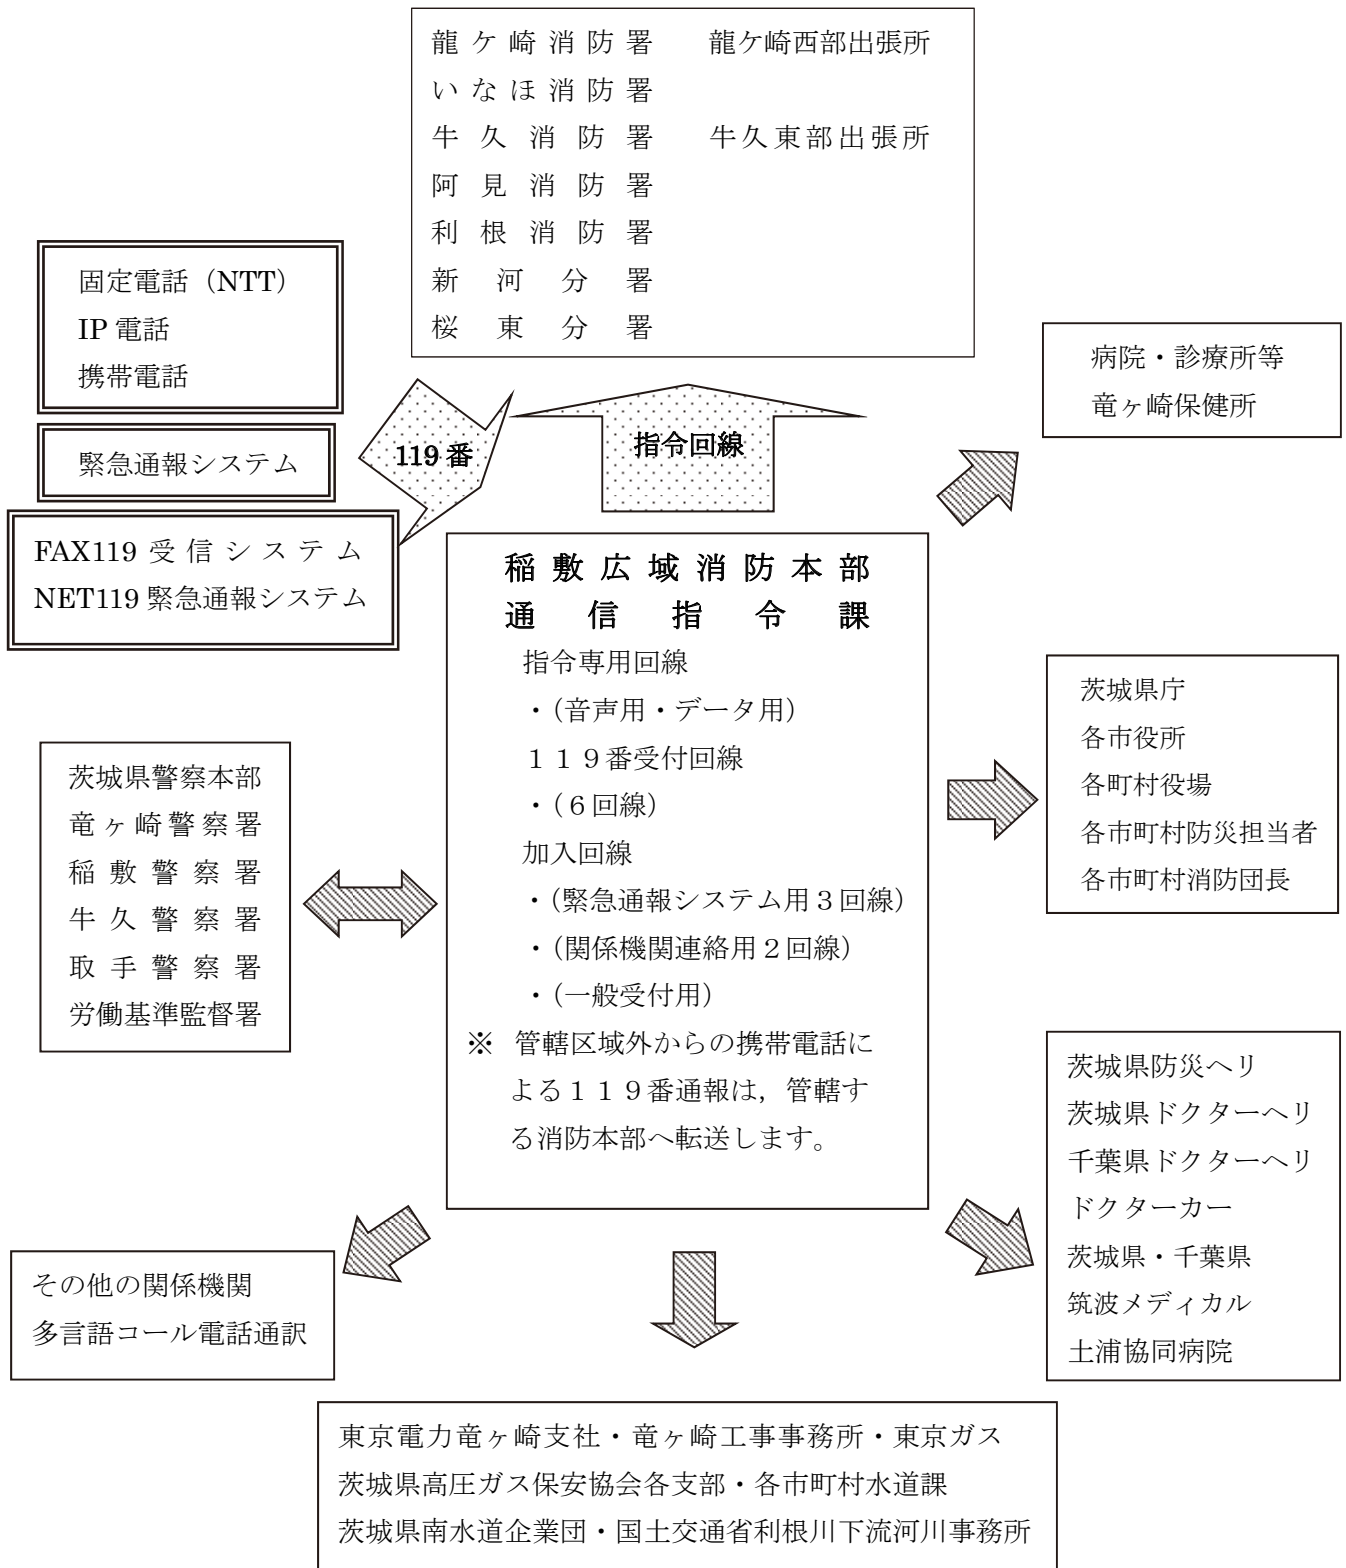 龍ケ崎消防署 龍ケ崎西部出張所
いなほ消防署
牛久消防署 牛久東部出張所
阿見消防署
利根消防署
新河分署
桜東分署
固定電話（NTT）
IP電話
携帯電話
緊急通報システム
FAX119受信システム
NET119緊急通報システム
119番
指令回線
病院・診療所等
竜ヶ崎保健所
稲敷広域消防本部
通信指令課
指令専用回線
・（音声用・データ用）
１１９番受付回線
・（６回線）
加入回線
・（緊急通報システム用３回線）
・（関係機関連絡用２回線）
・（一般受付用）
※ 管轄区域外からの携帯電話に
よる１１９番通報は，管轄す
る消防本部へ転送します。
茨城県警察本部
竜ヶ崎警察署
稲敷警察署
牛久警察署
取手警察署
労働基準監督署
茨城県庁
各市役所
各町村役場
各市町村防災担当者
各市町村消防団長
茨城県防災ヘリ
茨城県ドクターヘリ
千葉県ドクターヘリ
ドクターカー
茨城県・千葉県
筑波メディカル
土浦協同病院
その他の関係機関
多言語コール電話通訳
東京電力竜ヶ崎支社・竜ヶ崎工事事務所・東京ガス
茨城県高圧ガス保安協会各支部・各市町村水道課
茨城県南水道企業団・国土交通省利根川下流河川事務所